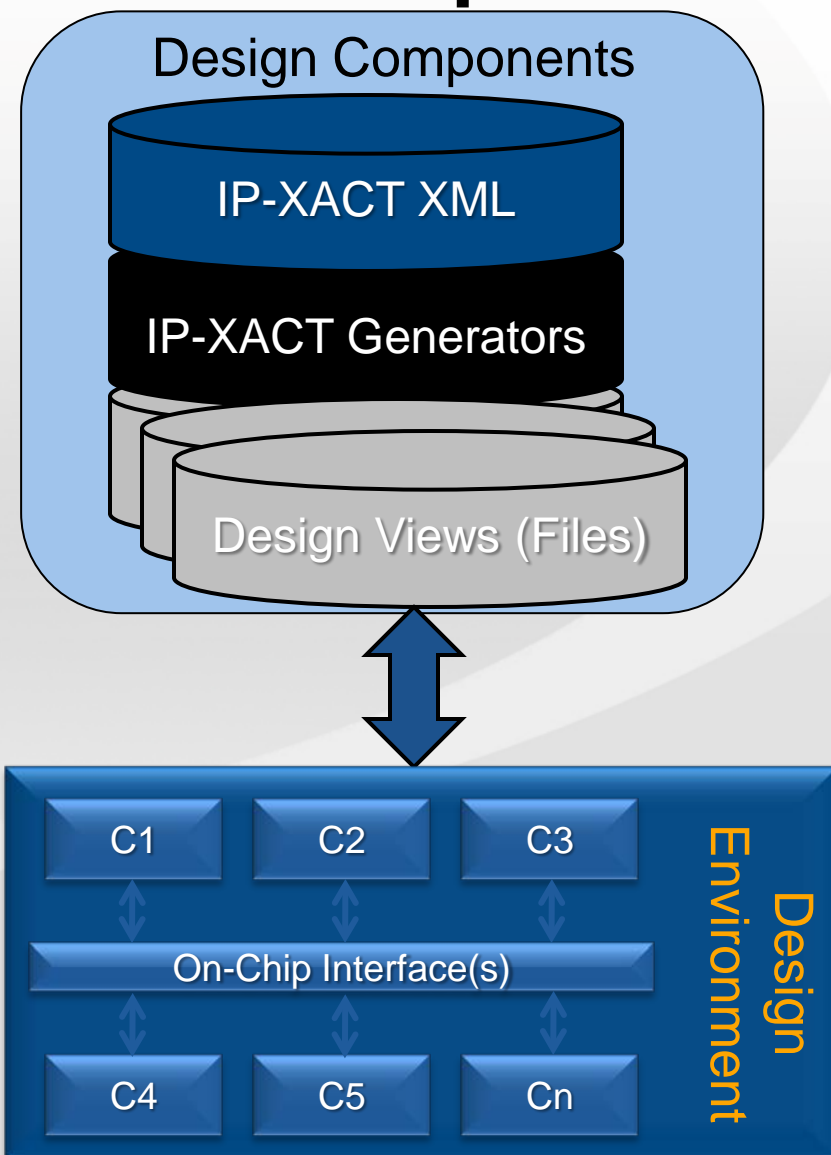 Design Components
IP-XACT XML
IP-XACT Generators
Design Views (Files)
C1
C2
C3
On-Chip Interface(s)
C4
C5
Cn
Design
Environment